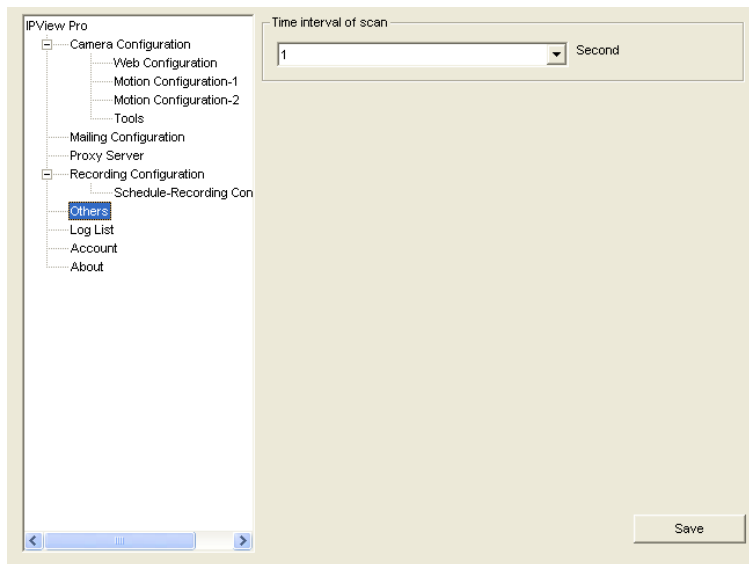 IPView Pro
Camera Configuration
Web Configuration
Motion Configuration-1
Motion Configuration-2
Tools
Mailing Configuration
Proxy Server
Recording Configuration
Schedule-Recording Con
Others
Log List
Account
About
Time interval of scan
1 Second
Save